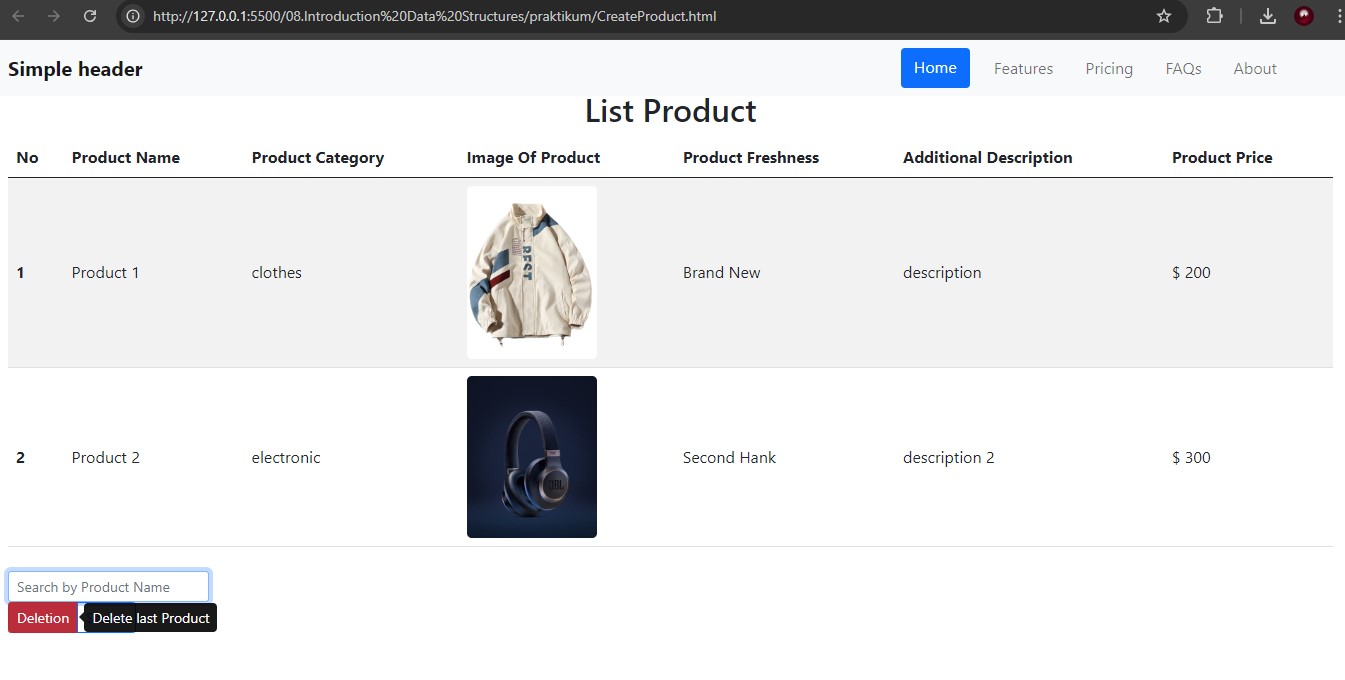 http://127.0.0.1:5500/08.Introduction%20Data%20Structures/praktikum/CreateProduct.html
Simple header Home Features Pricing FAQs About
List Product
No Product Name Product Category Image Of Product Product Freshness Additional Description Product Price
1 Product 1 clothes Brand New description $ 200
BEST
2 Product 2 electronic Second Hank description 2 $ 300
JBL
Search by Product Name
Deletion Delete last Product